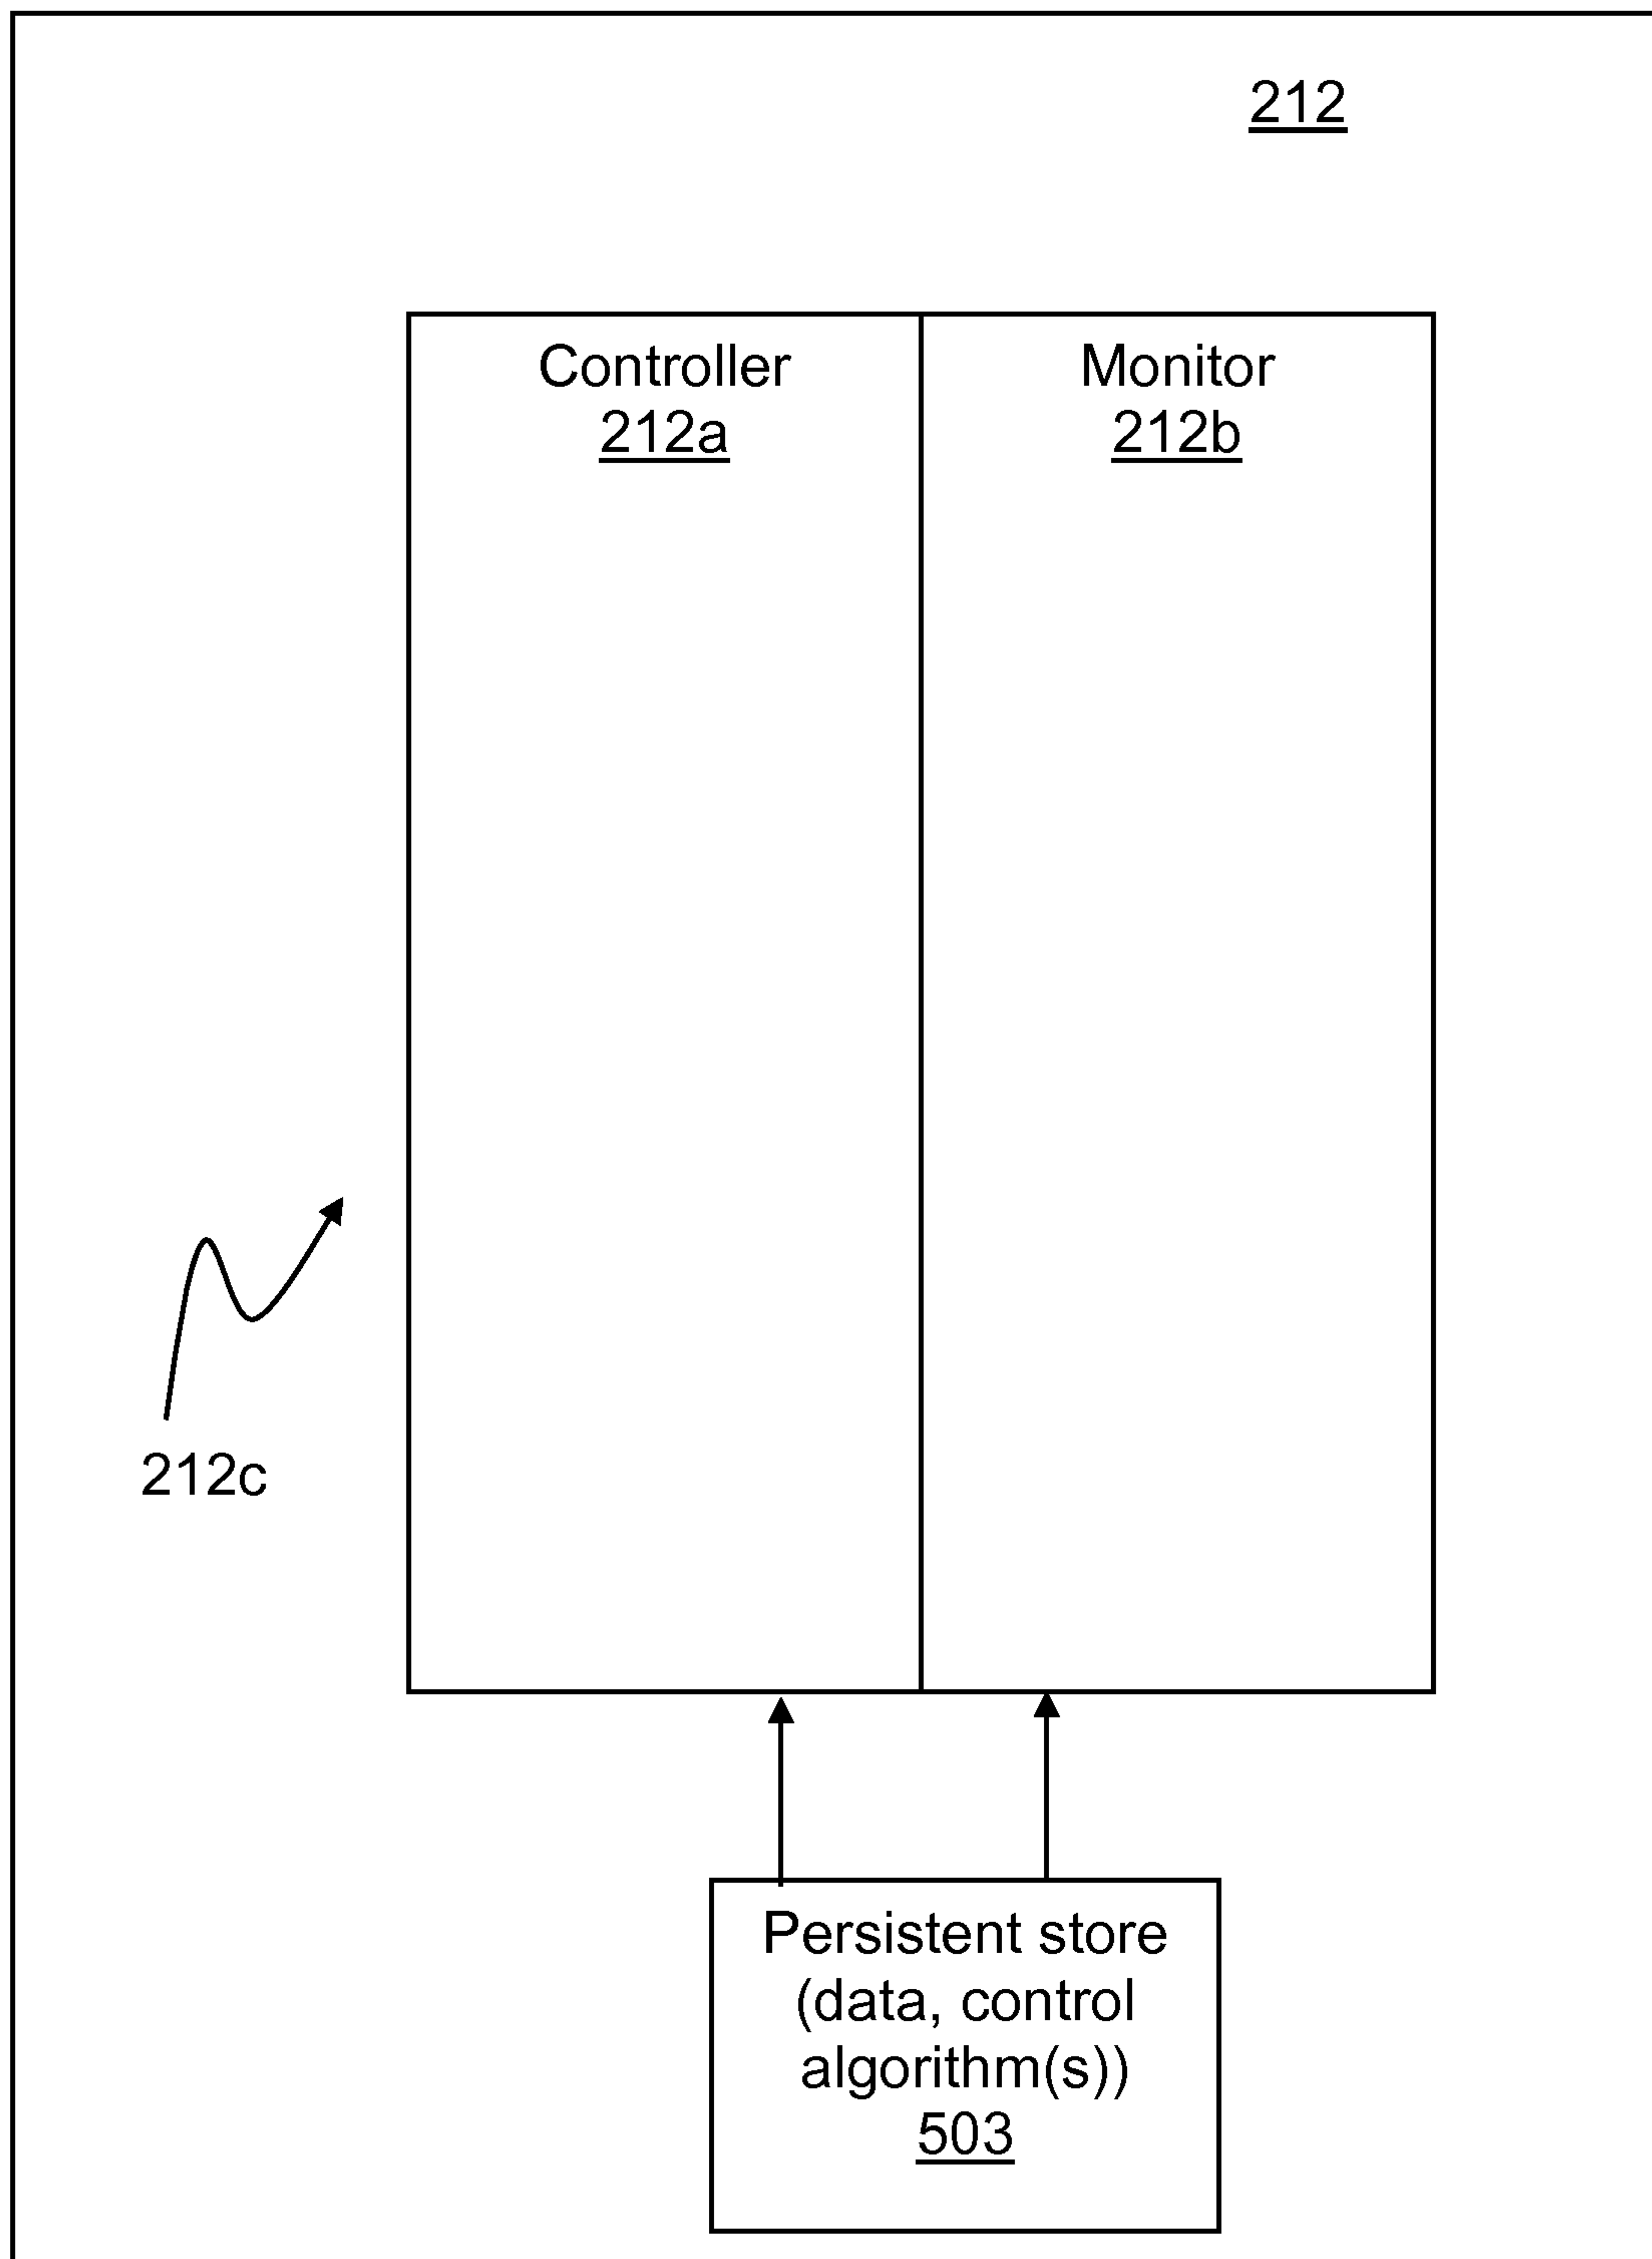 212
Controller
212a
Monitor
212b
212c
Persistent store
(data, control
algorithm(s))
503